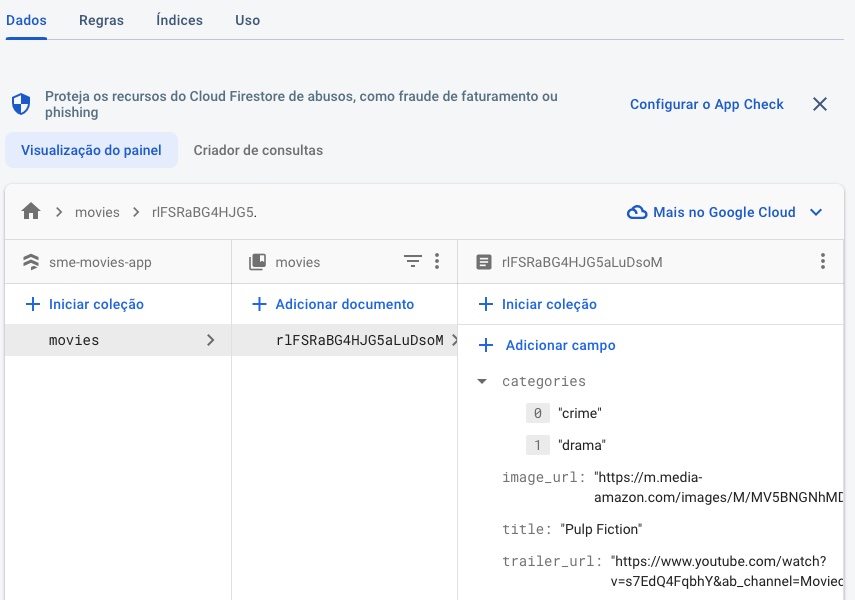 Dados Regras Índices Uso
Proteja os recursos do Cloud Firestore de abusos, como fraude de faturamento ou
phishing
Configurar o App Check
Visualização do painel Criador de consultas
movies rlFSRaBG4HJG5.
Mais no Google Cloud
sme-movies-app
movies
rlFSRaBG4HJG5aLuDsoM
Iniciar coleção
Adicionar documento
Iniciar coleção
movies
rlFSRaBG4HJG5aLuDsoM
Adicionar campo
categories
0 "crime"
1 "drama"
image_url: "https://m.media-
amazon.com/images/M/MV5BNGNhMD
title: "Pulp Fiction"
trailer_url: "https://www.youtube.com/watch?
v=s7EdQ4FqbhY&ab_channel=Moviec